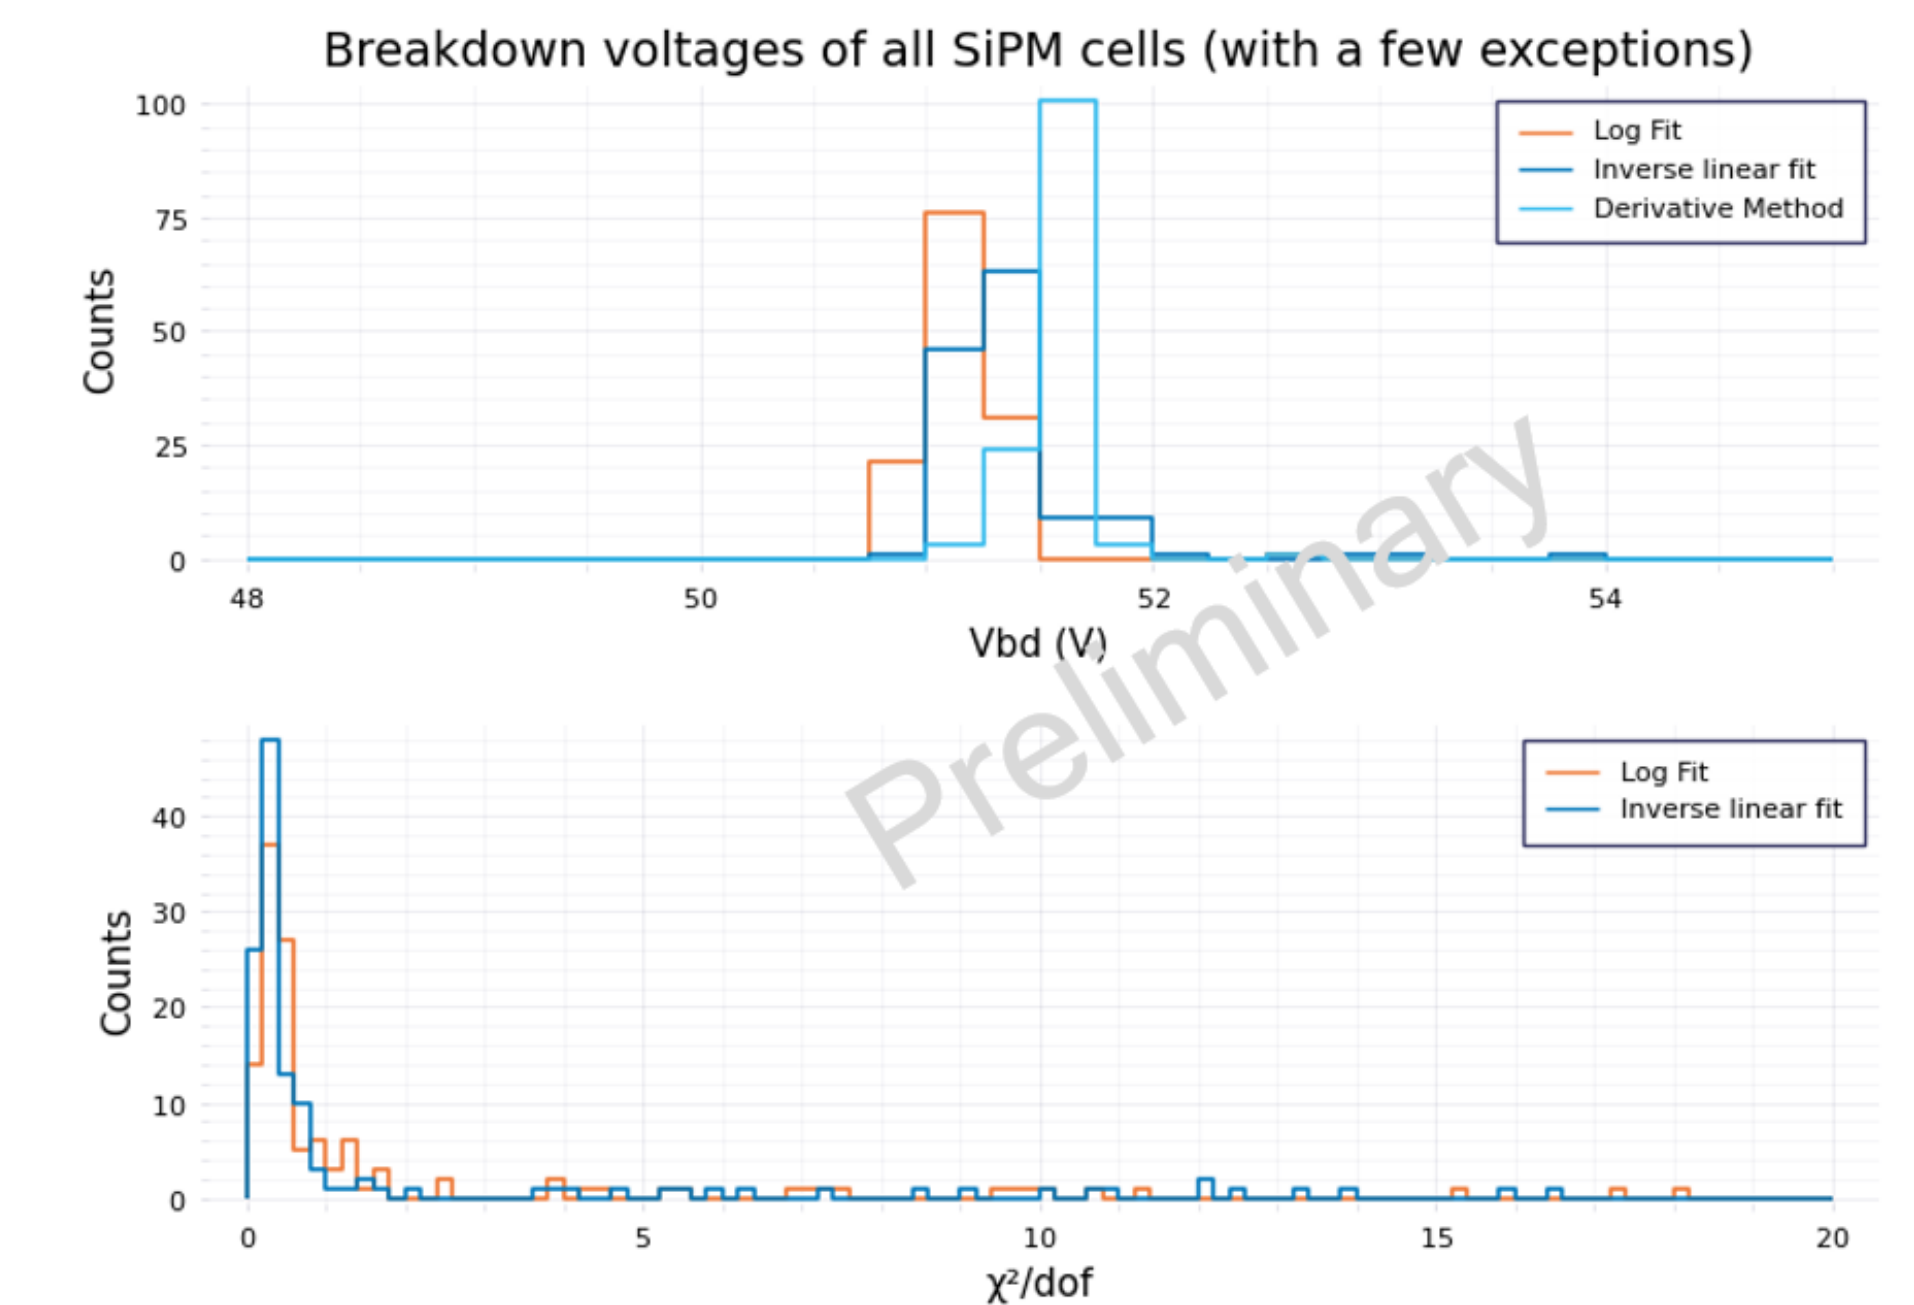 Breakdown voltages of all SiPM cells (with a few exceptions)
100
75
50
25
0
Counts
Log Fit
Inverse linear fit
Derivative Method
48 50 52 54
Vbd (V)
Preliminary
40
30
20
10
0
Counts
Log Fit
Inverse linear fit
0 5 10 15 20
χ²/dof